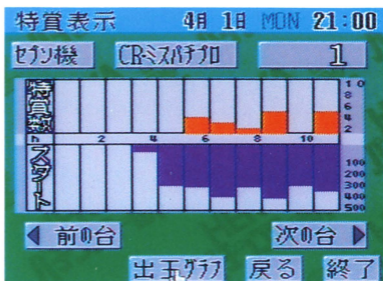 特賞表示 4月 1日 MON 21:00
セブン機 CR-ミスパチプロ 1
特賞数 10 8 6 4 2
h 2 4 6 8 10
スタート 100 200 300 400 500
◀ 前の台 次の台 ▶
出玉グラフ 戻る 終了